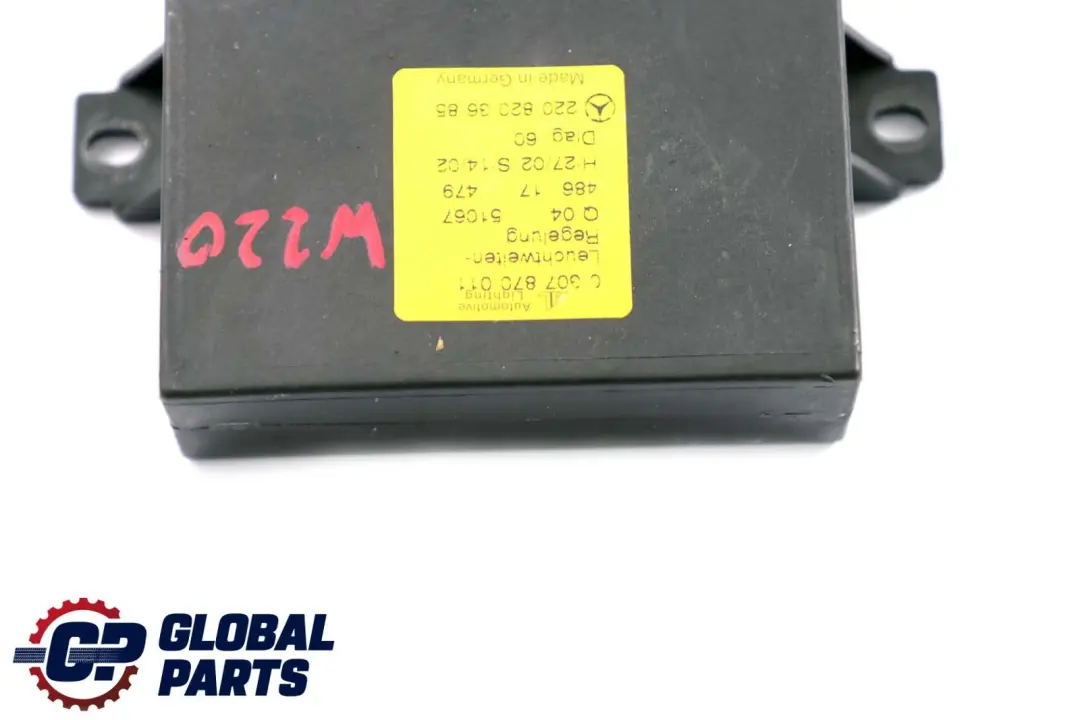 Automotive
Lighting
0 307 870 011
Leuchtweiten-
Regelung
Q 04 51067
486 17 479
H 27/02 S 14/02
Diag 60
220 820 36 85
Made in Germany
W220
GP GLOBAL
PARTS